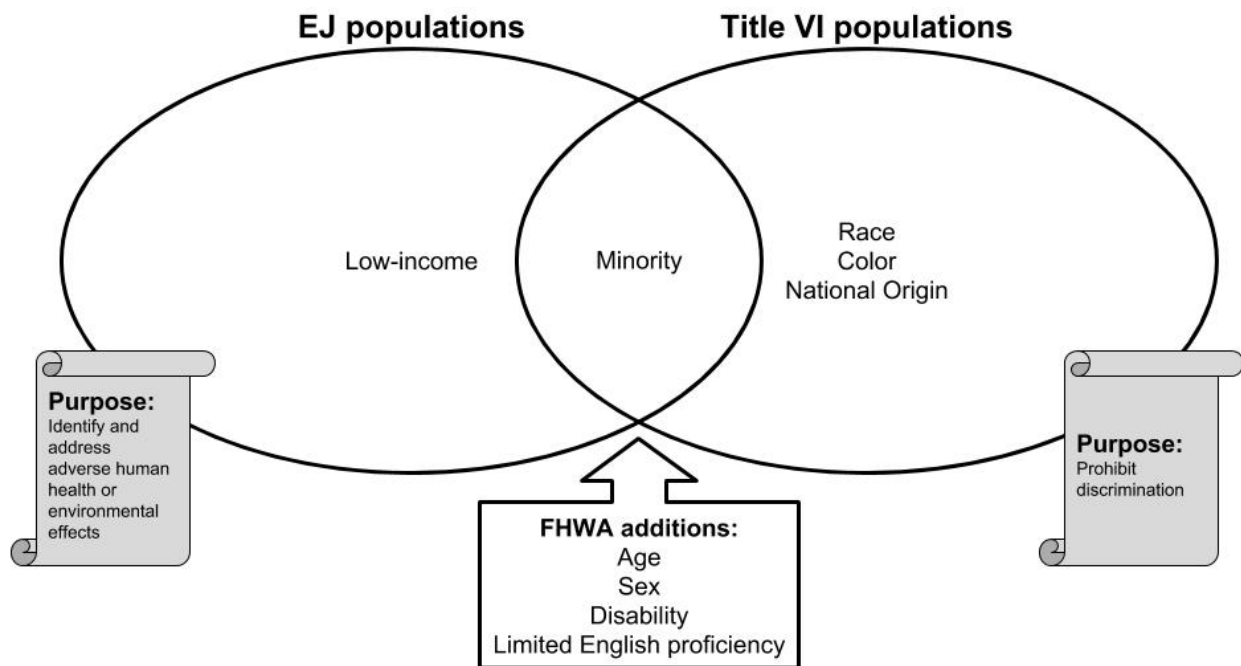 EJ populations
Title VI populations
Low-income
Minority
Race
Color
National Origin
Purpose:
Identify and
address
adverse human
health or
environmental
effects
Purpose:
Prohibit
discrimination
FHWA additions:
Age
Sex
Disability
Limited English proficiency